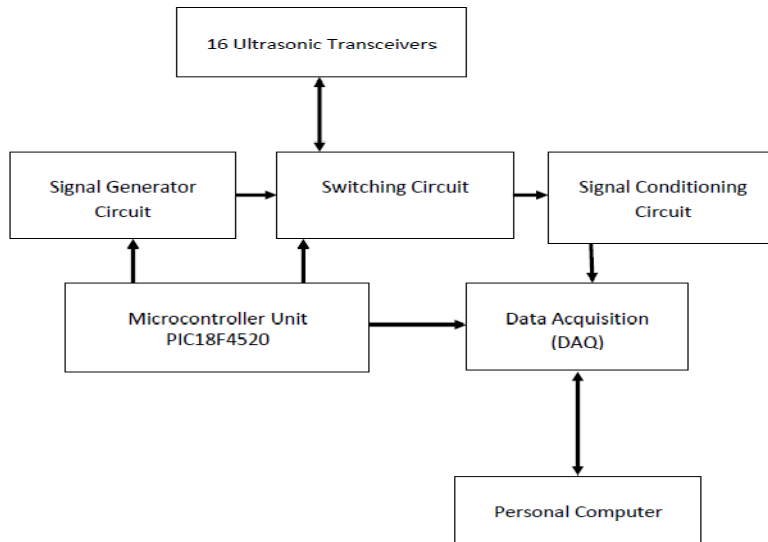 16 Ultrasonic Transceivers
Signal Generator
Circuit
Switching Circuit
Signal Conditioning
Circuit
Microcontroller Unit
PIC18F4520
Data Acquisition
(DAQ)
Personal Computer